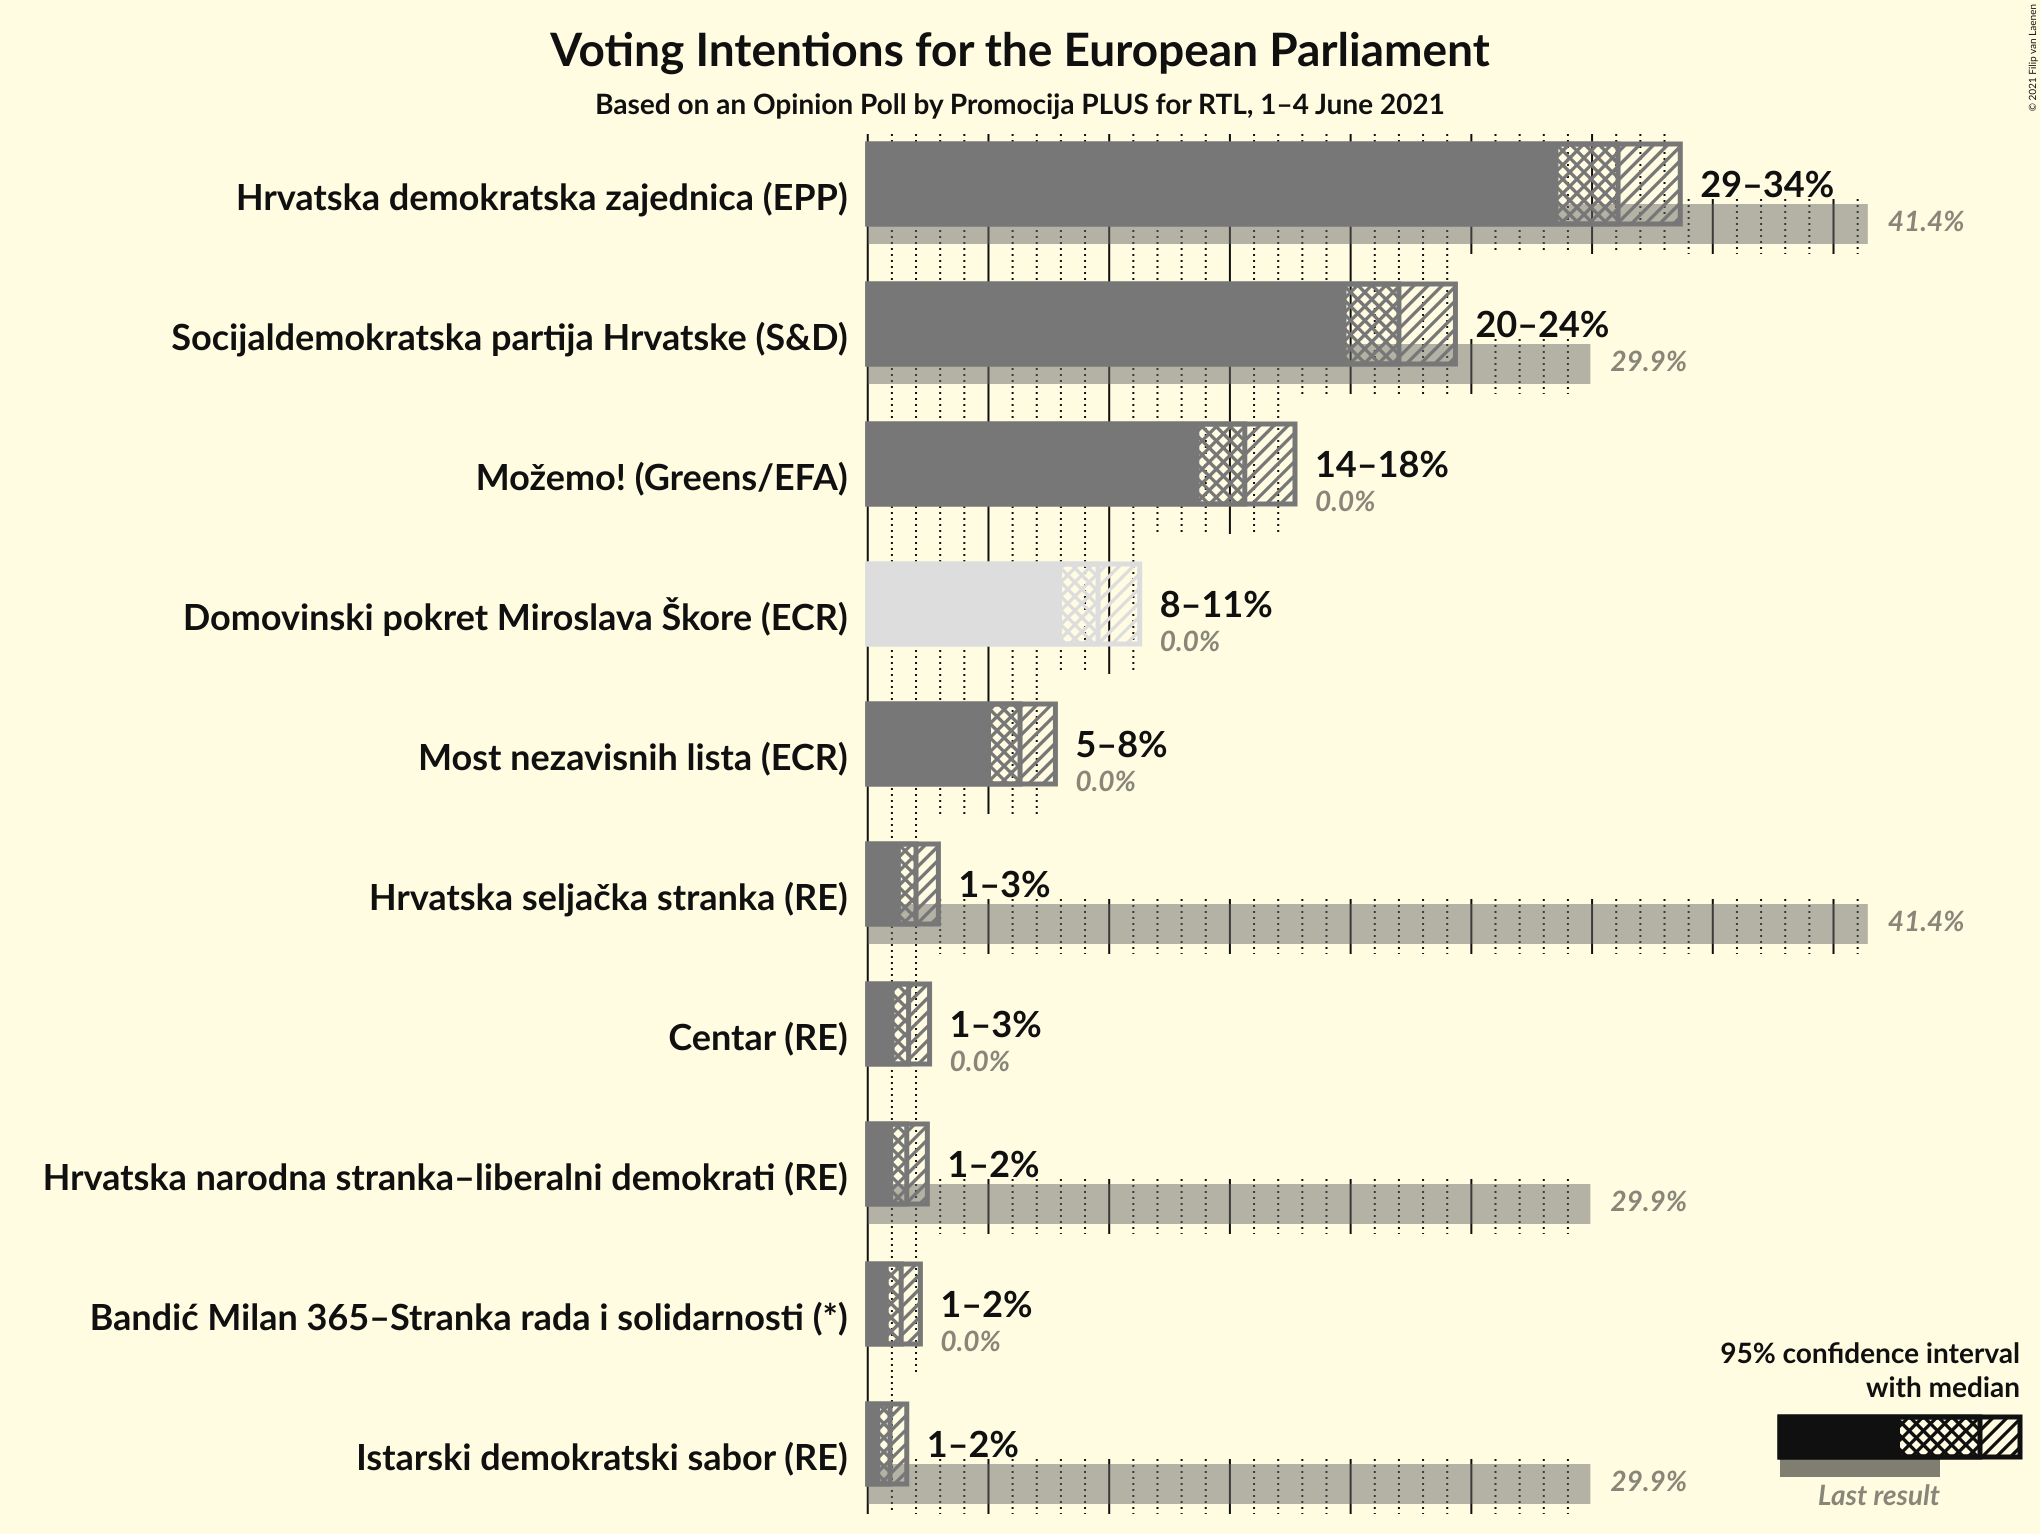 Voting Intentions for the European Parliament
Based on an Opinion Poll by Promocija PLUS for RTL, 1–4 June 2021
© 2021 Filip van Laenen
Hrvatska demokratska zajednica (EPP)
29–34%
41.4%
Socijaldemokratska partija Hrvatske (S&D)
20–24%
29.9%
Možemo! (Greens/EFA)
14–18%
0.0%
Domovinski pokret Miroslava Škore (ECR)
8–11%
0.0%
Most nezavisnih lista (ECR)
5–8%
0.0%
Hrvatska seljačka stranka (RE)
1–3%
41.4%
Centar (RE)
1–3%
0.0%
Hrvatska narodna stranka–liberalni demokrati (RE)
1–2%
29.9%
Bandić Milan 365–Stranka rada i solidarnosti (*)
1–2%
0.0%
Istarski demokratski sabor (RE)
1–2%
29.9%
95% confidence interval
with median
Last result